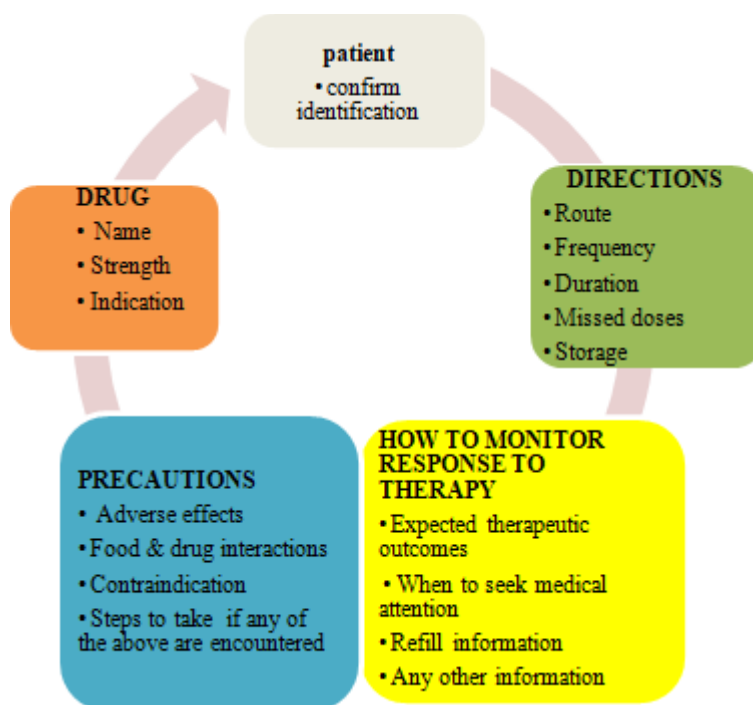 patient
• confirm
identification
DIRECTIONS
• Route
• Frequency
• Duration
• Missed doses
• Storage
HOW TO MONITOR
RESPONSE TO
THERAPY
• Expected therapeutic
outcomes
• When to seek medical
attention
• Refill information
• Any other information
PRECAUTIONS
• Adverse effects
• Food & drug interactions
• Contraindication
• Steps to take if any of
the above are encountered
DRUG
• Name
• Strength
• Indication